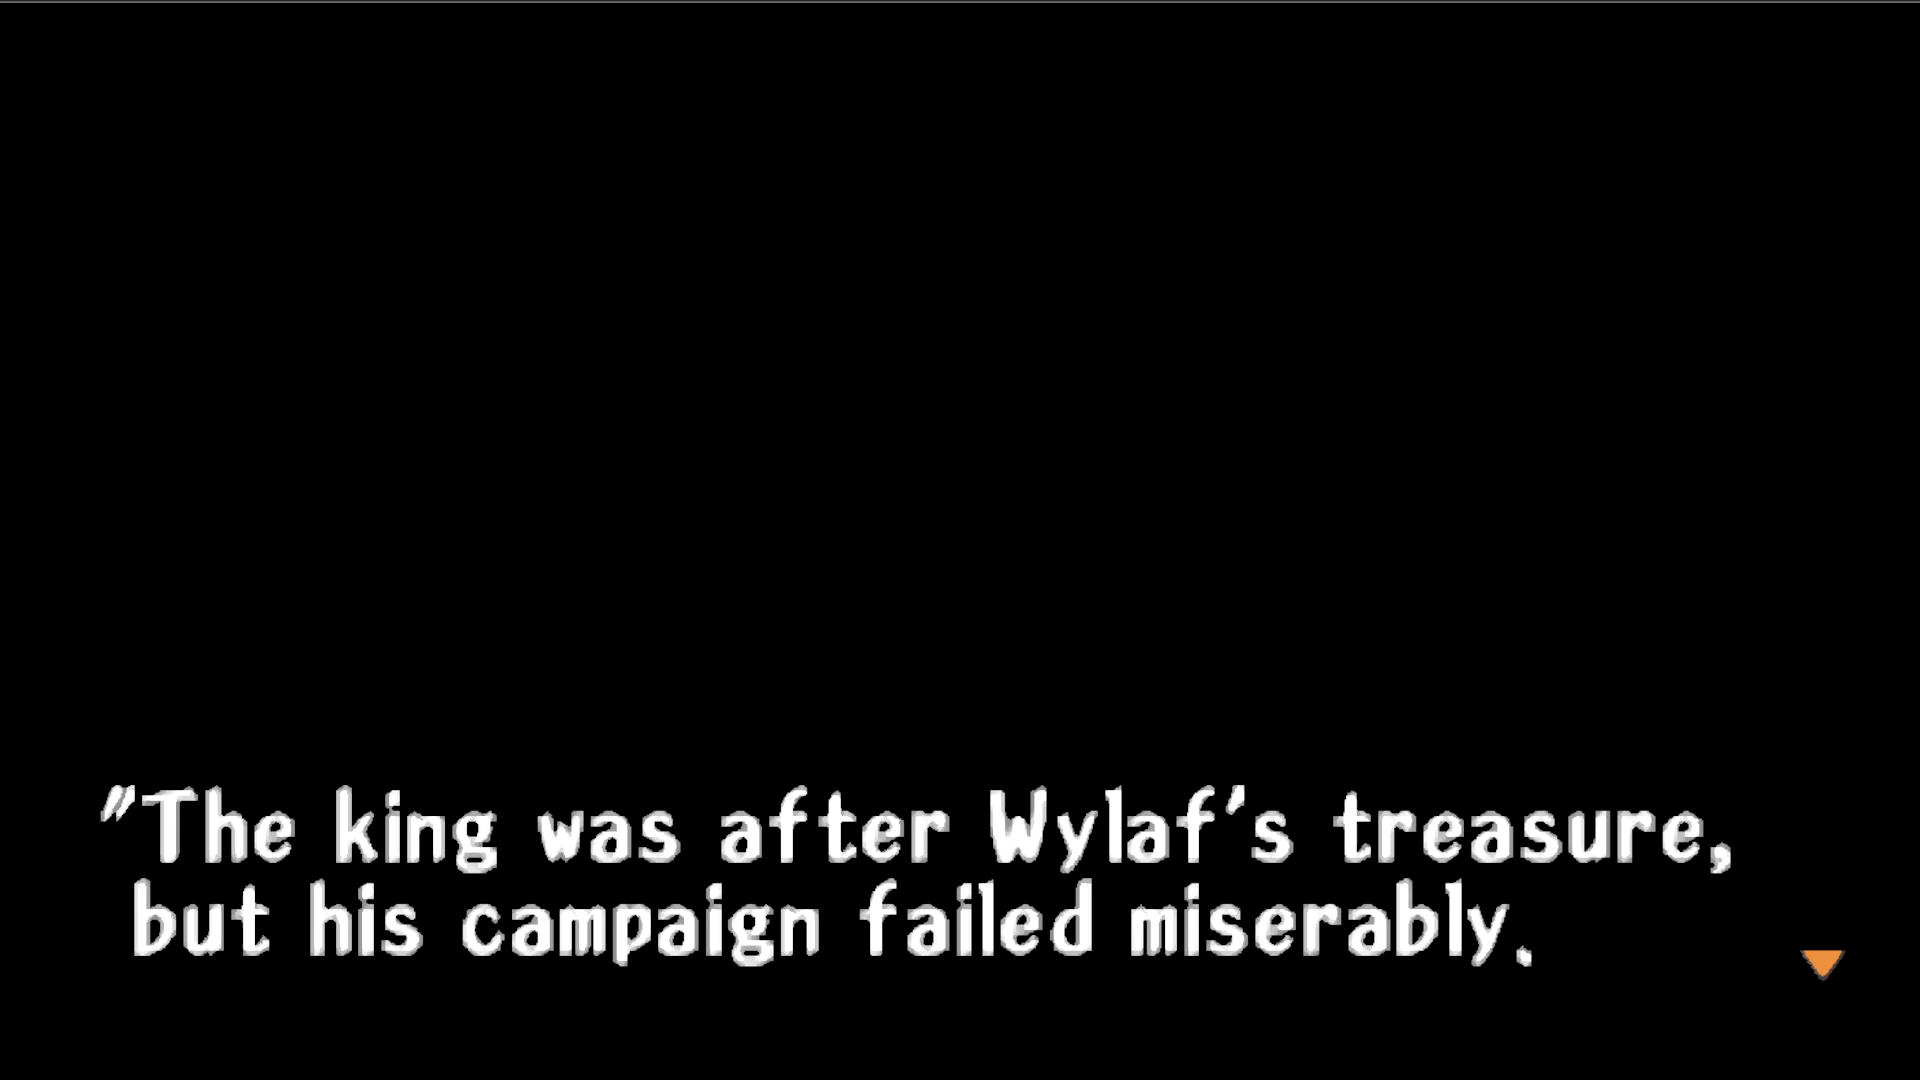 "The king was after Wylaf's treasure,
but his campaign failed miserably.